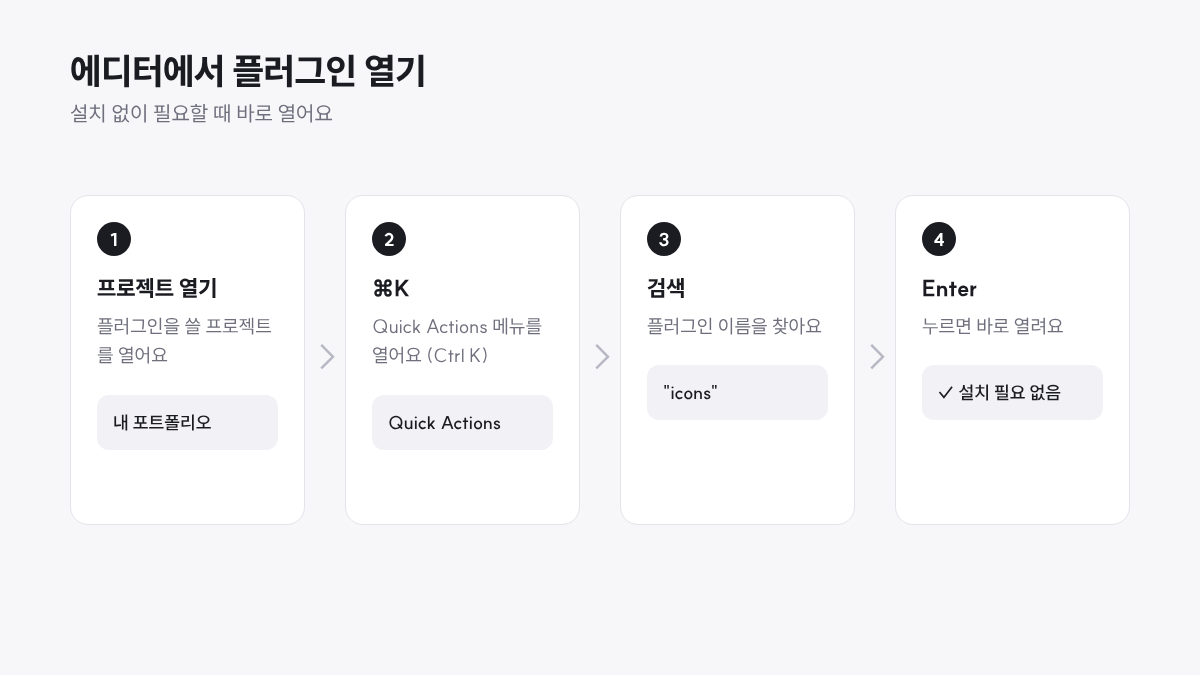 에디터에서 플러그인 열기
설치 없이 필요할 때 바로 열어요
1
프로젝트 열기
플러그인을 쓸 프로젝트
를 열어요
내 포트폴리오
2
⌘K
Quick Actions 메뉴를
열어요 (Ctrl K)
Quick Actions
3
검색
플러그인 이름을 찾아요
"icons"
4
Enter
누르면 바로 열려요
✓ 설치 필요 없음